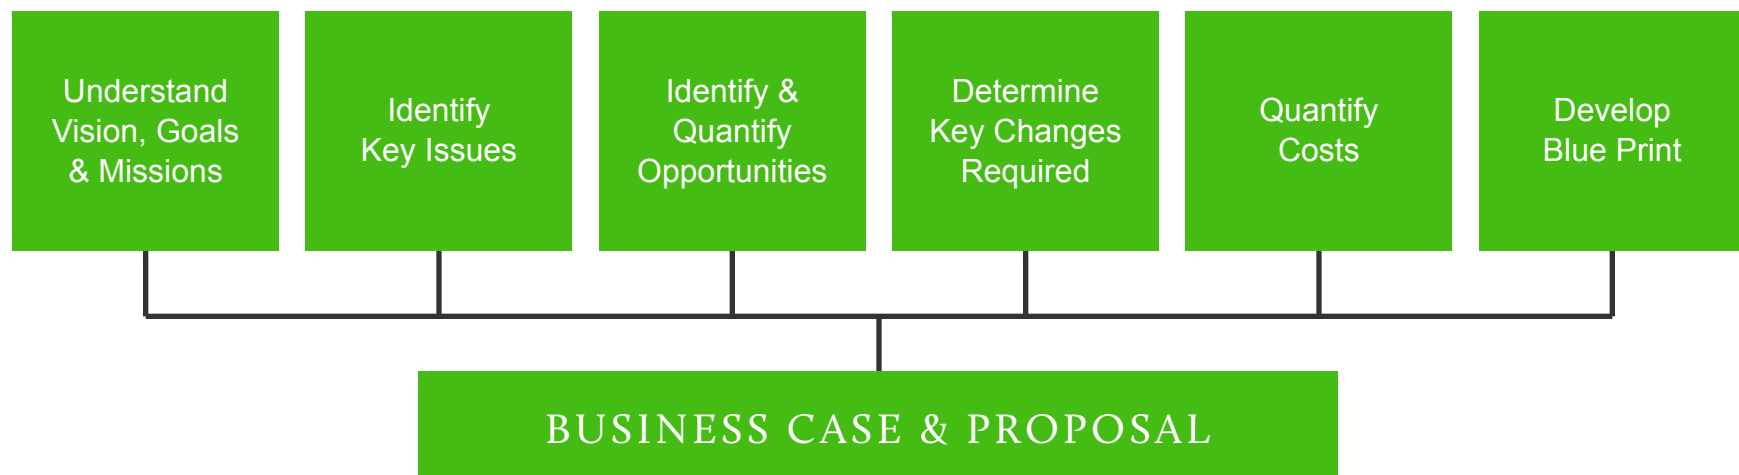 Understand
Vision, Goals
& Missions
Identify
Key Issues
Identify &
Quantify
Opportunities
Determine
Key Changes
Required
Quantify
Costs
Develop
Blue Print
BUSINESS CASE & PROPOSAL